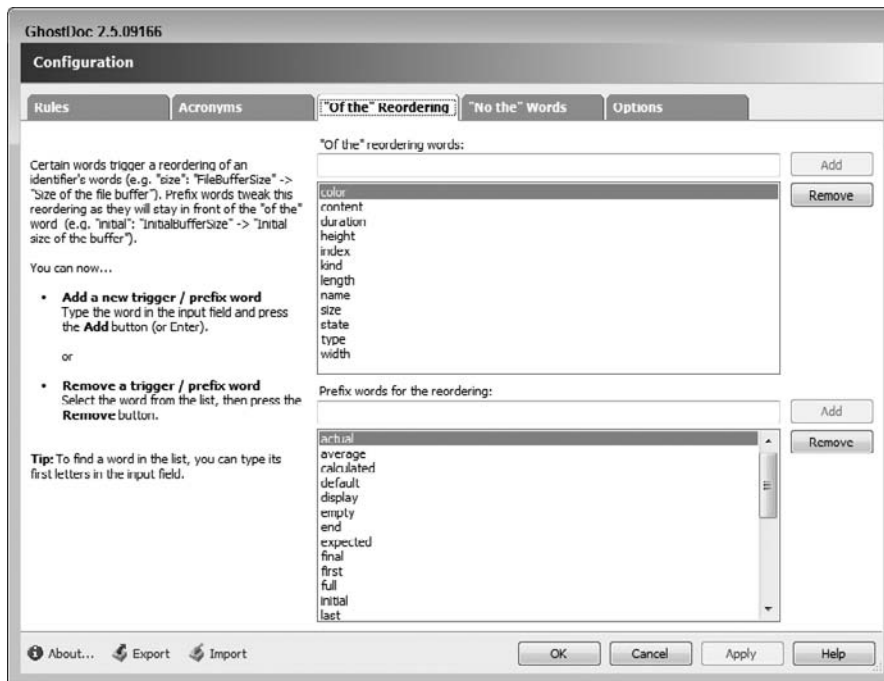 GhostDoc 2.5.09166
Configuration
Rules
Acronyms
"Of the" Reordering
"No the" Words
Options
Certain words trigger a reordering of an
identifier's words (e.g. "size": "FileBufferSize" ->
"Size of the file buffer"). Prefix words tweak this
reordering as they will stay in front of the "of the"
word (e.g. "initial": "InitialBufferSize" -> "Initial
size of the buffer").
You can now...
• Add a new trigger / prefix word
Type the word in the input field and press
the Add button (or Enter).
or
• Remove a trigger / prefix word
Select the word from the list, then press the
Remove button.
Tip: To find a word in the list, you can type its
first letters in the input field.
"Of the" reordering words:
Add
Remove
color
content
duration
height
index
kind
length
name
size
state
type
width
Prefix words for the reordering:
Add
Remove
actual
average
calculated
default
display
empty
end
expected
final
first
full
initial
last
About...
Export
Import
OK
Cancel
Apply
Help